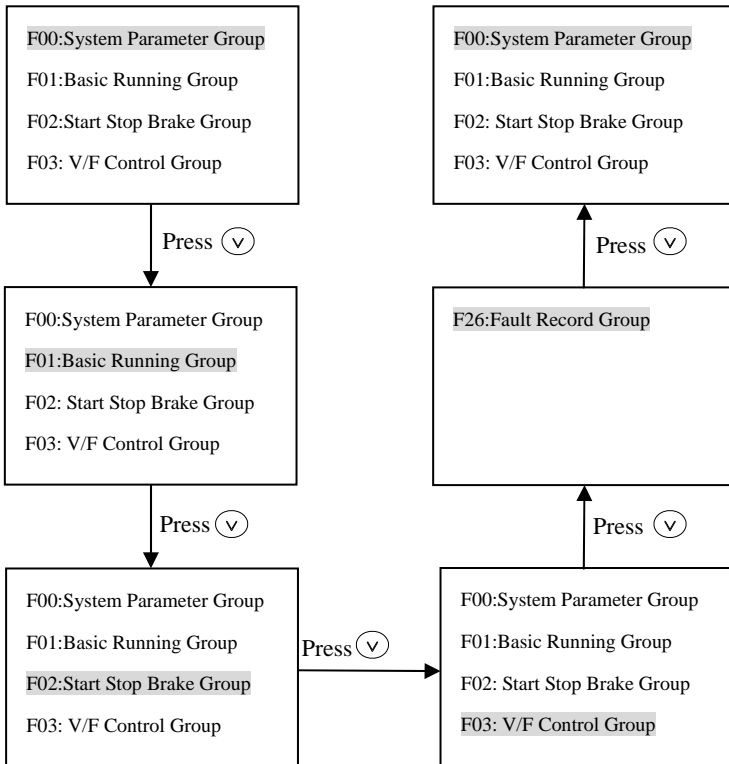 F00:System Parameter Group
F01:Basic Running Group
F02:Start Stop Brake Group
F03: V/F Control Group
Press
F00:System Parameter Group
F01:Basic Running Group
F02: Start Stop Brake Group
F03: V/F Control Group
Press
F00:System Parameter Group
F01:Basic Running Group
F02:Start Stop Brake Group
F03: V/F Control Group
Press
F00:System Parameter Group
F01:Basic Running Group
F02: Start Stop Brake Group
F03: V/F Control Group
Press
F26:Fault Record Group
Press
F00:System Parameter Group
F01:Basic Running Group
F02: Start Stop Brake Group
F03: V/F Control Group